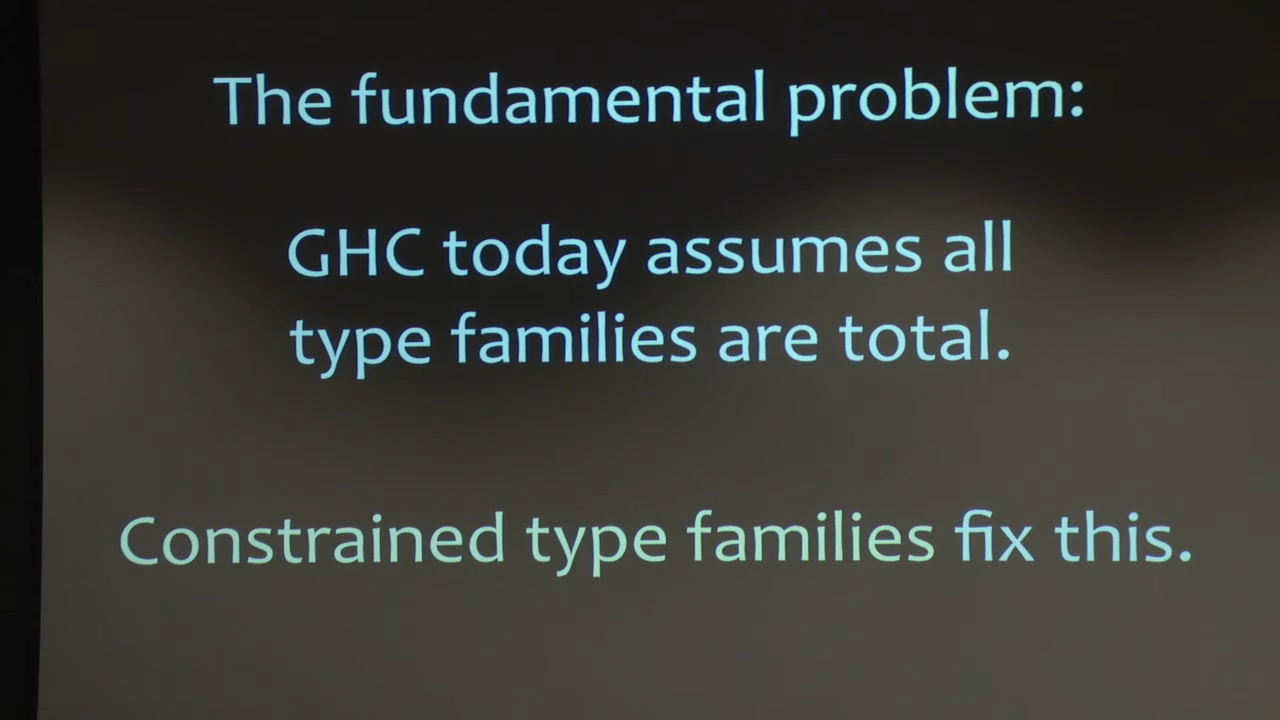 The fundamental problem:
GHC today assumes all
type families are total.
Constrained type families fix this.